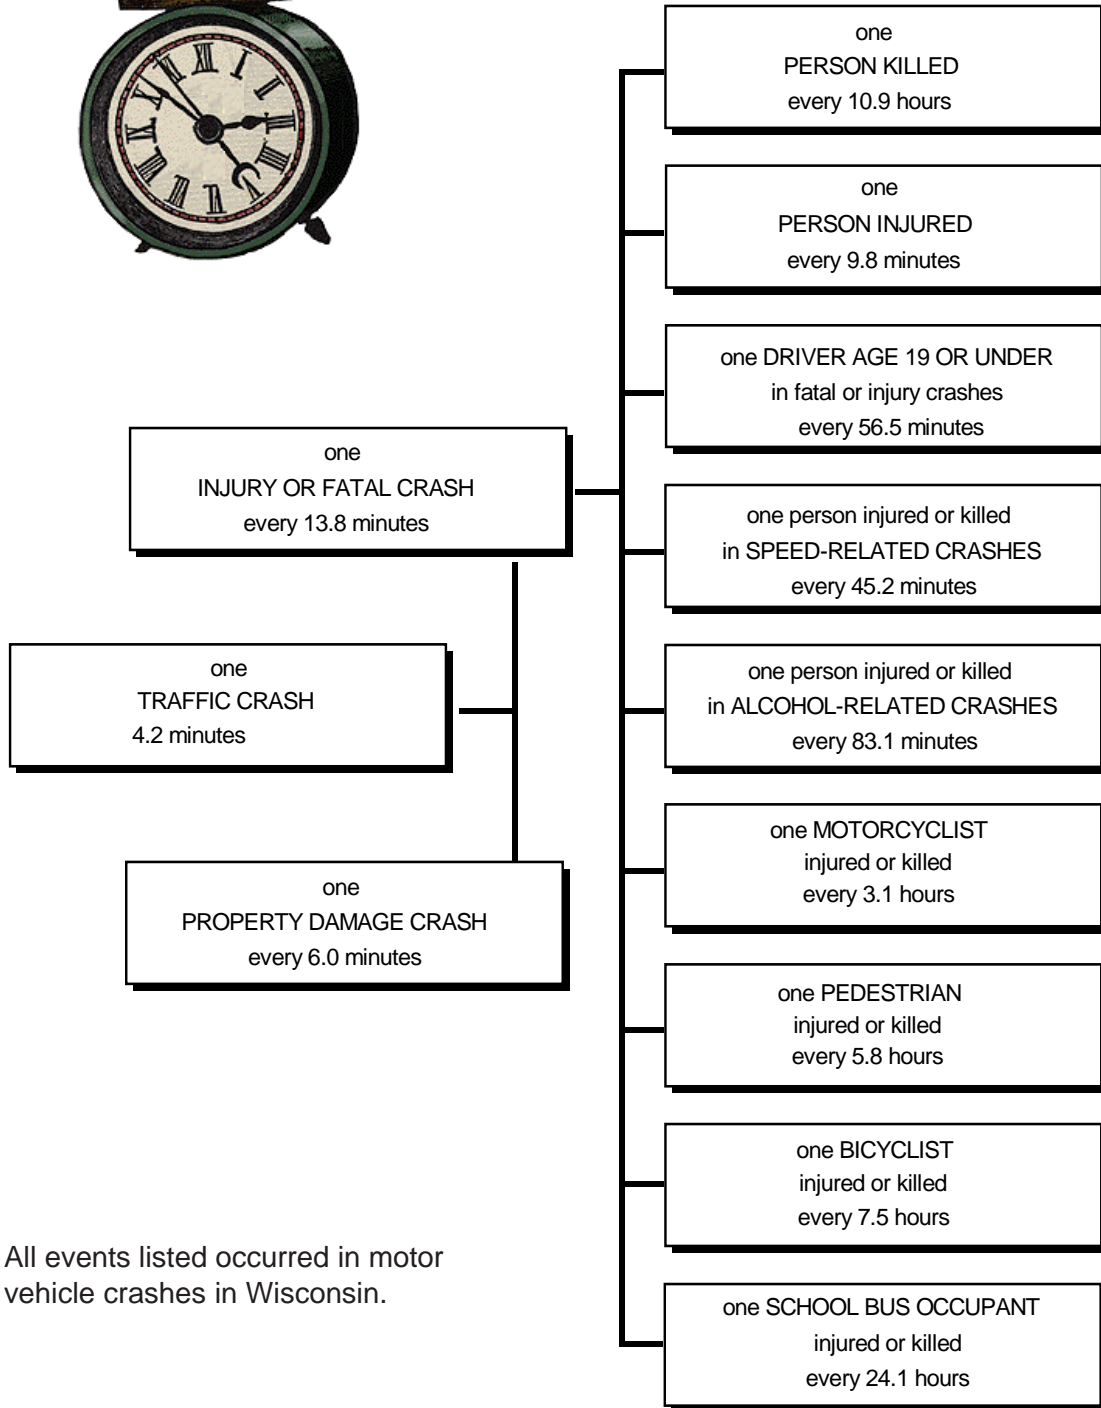 one
TRAFFIC CRASH
4.2 minutes
one
INJURY OR FATAL CRASH
every 13.8 minutes
one
PROPERTY DAMAGE CRASH
every 6.0 minutes
one
PERSON KILLED
every 10.9 hours
one
PERSON INJURED
every 9.8 minutes
one DRIVER AGE 19 OR UNDER
in fatal or injury crashes
every 56.5 minutes
one person injured or killed
in SPEED-RELATED CRASHES
every 45.2 minutes
one person injured or killed
in ALCOHOL-RELATED CRASHES
every 83.1 minutes
one MOTORCYCLIST
injured or killed
every 3.1 hours
one PEDESTRIAN
injured or killed
every 5.8 hours
one BICYCLIST
injured or killed
every 7.5 hours
one SCHOOL BUS OCCUPANT
injured or killed
every 24.1 hours
All events listed occurred in motor
vehicle crashes in Wisconsin.